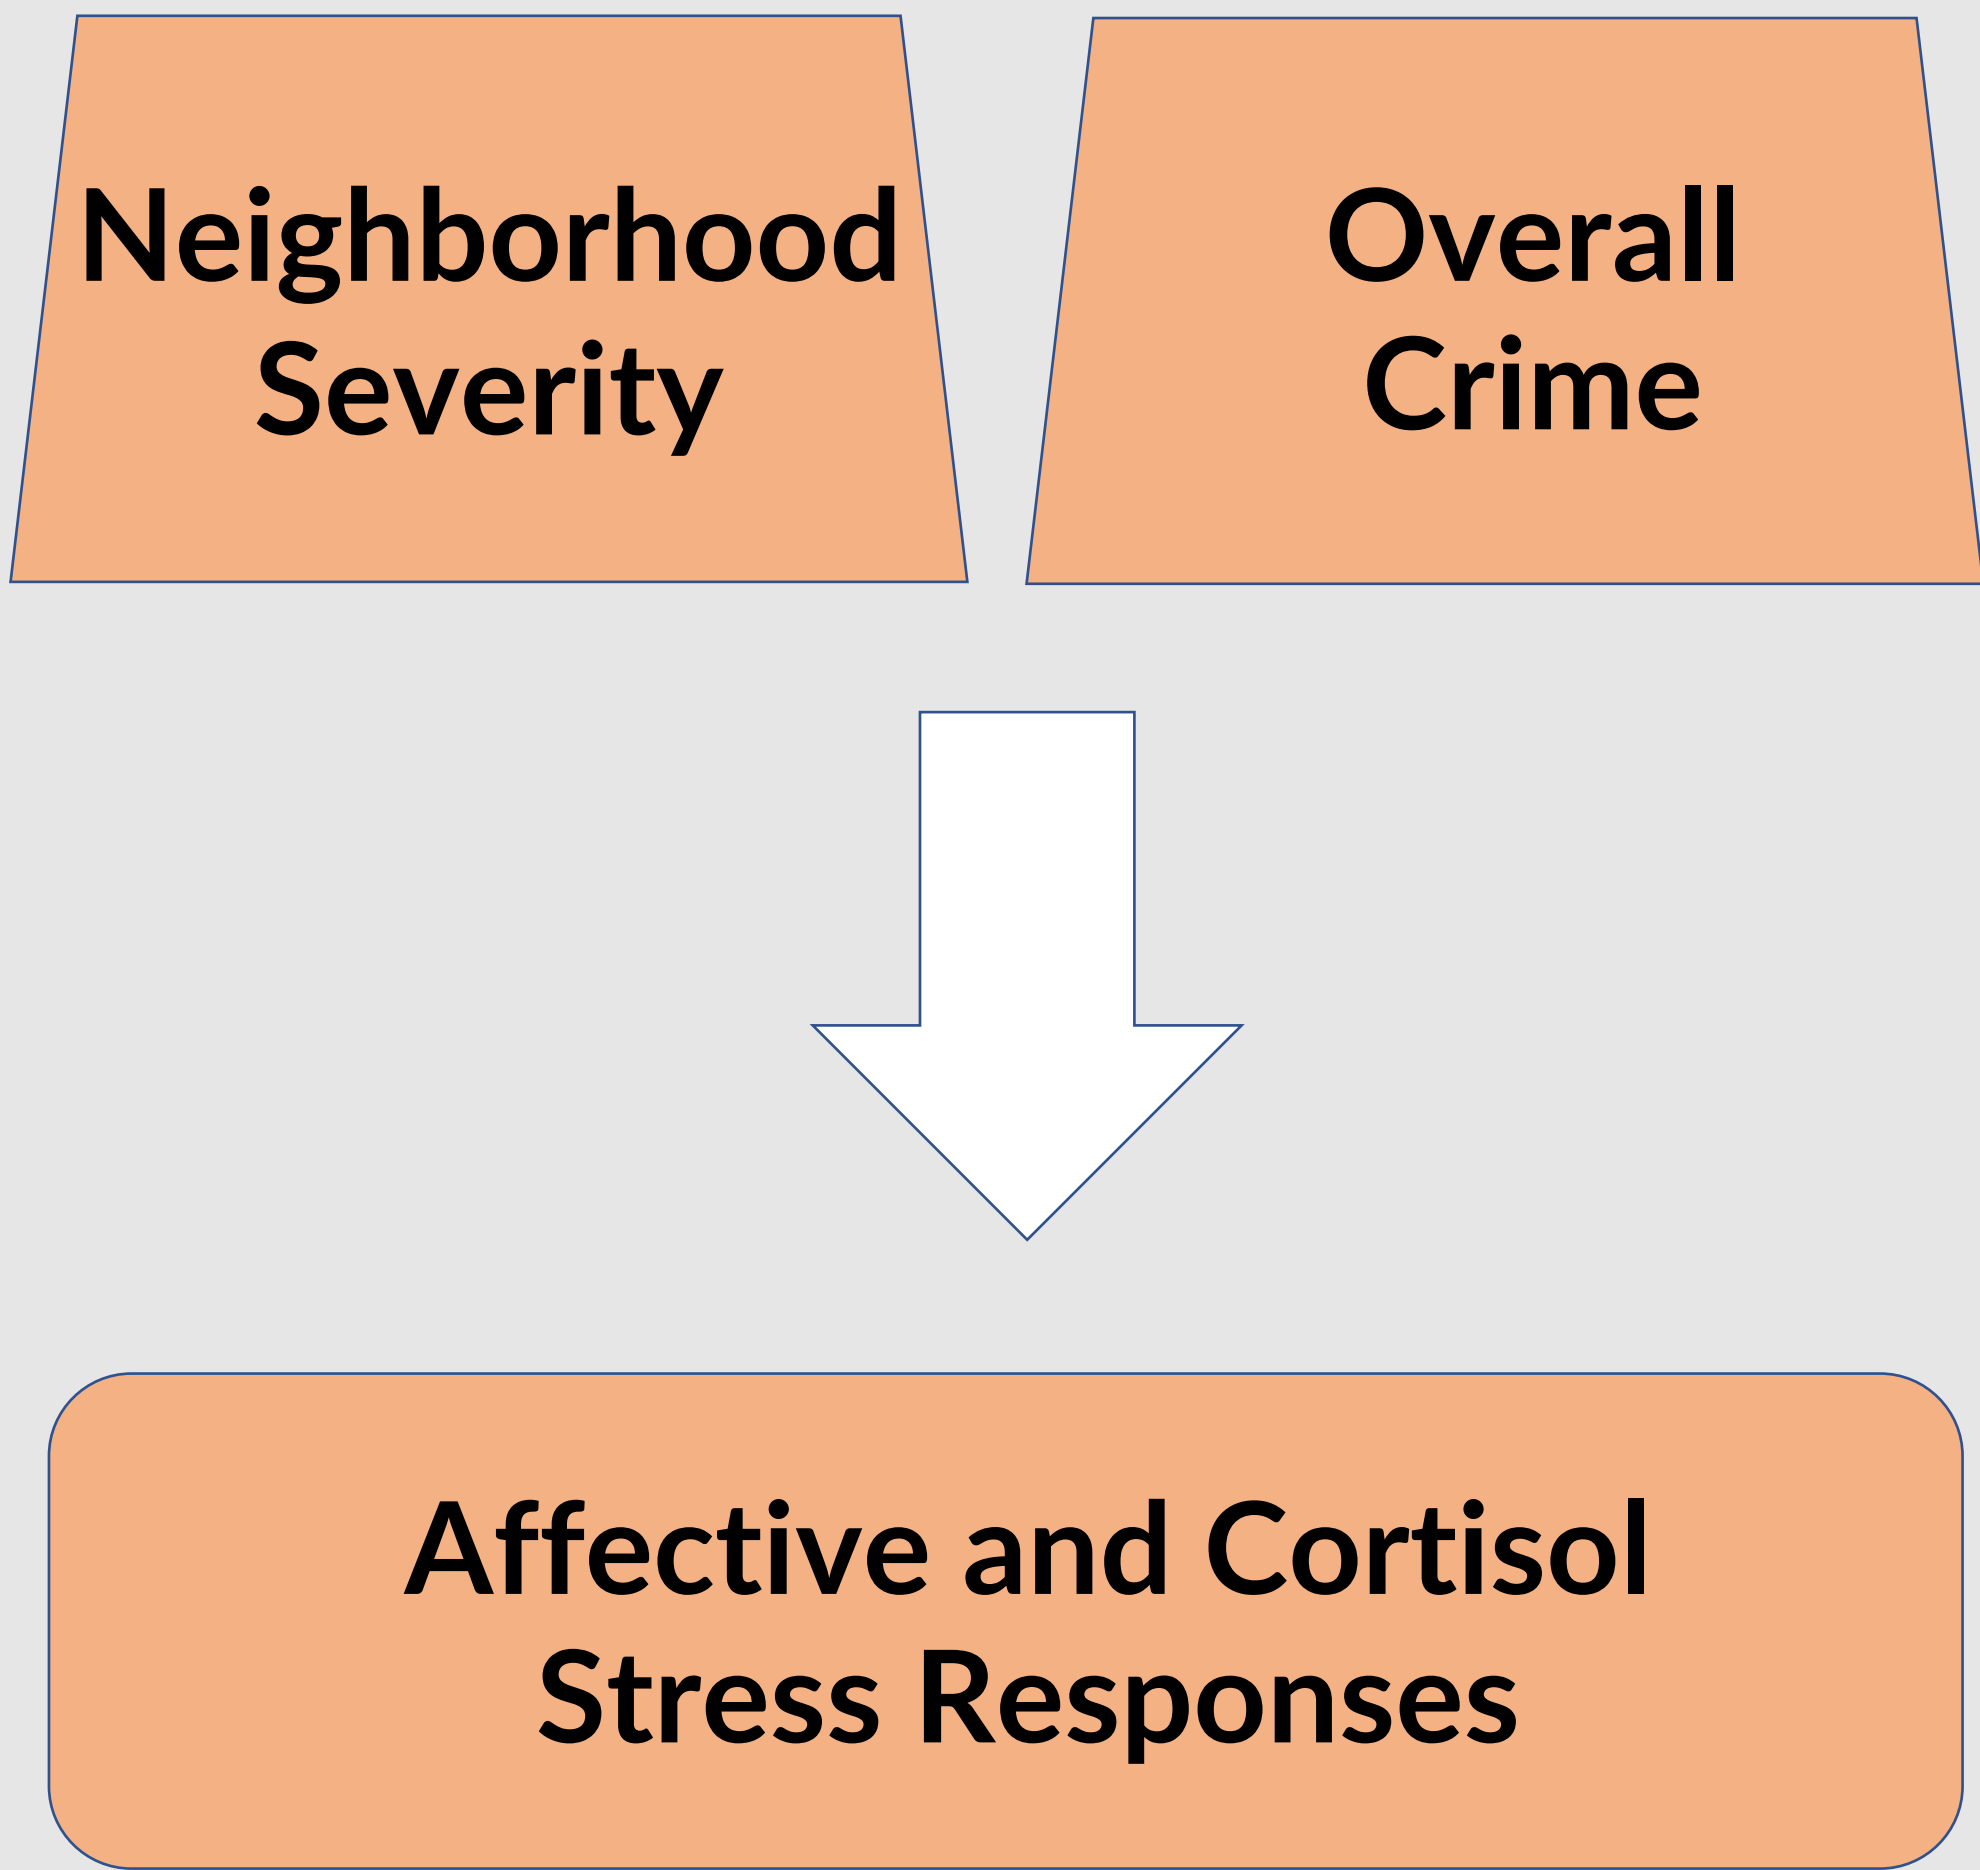 Neighborhood
Severity
Overall
Crime
Affective and Cortisol
Stress Responses